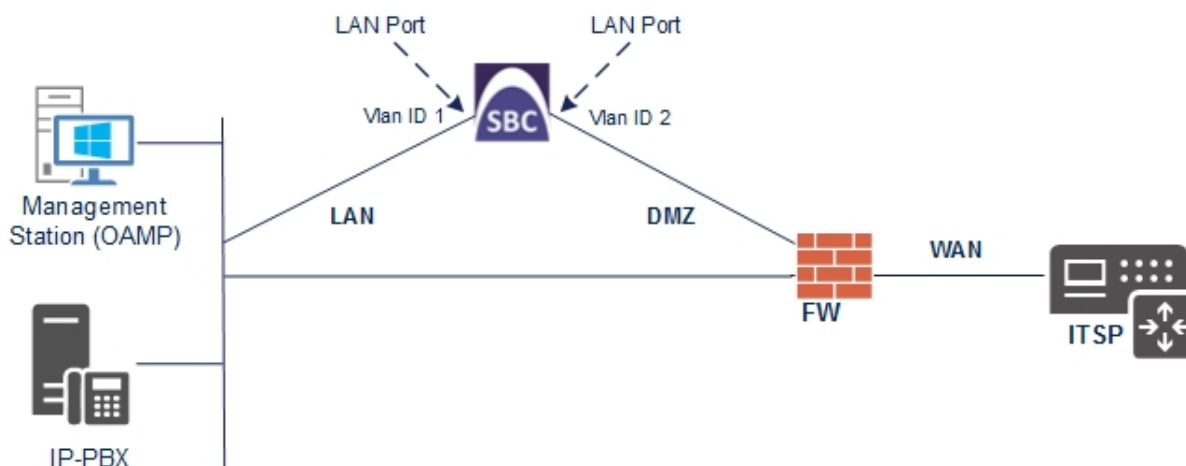 LAN Port
LAN Port
Vlan ID 1
SBC
Vlan ID 2
Management
Station (OAMP)
LAN
DMZ
WAN
FW
ITSP
IP-PBX